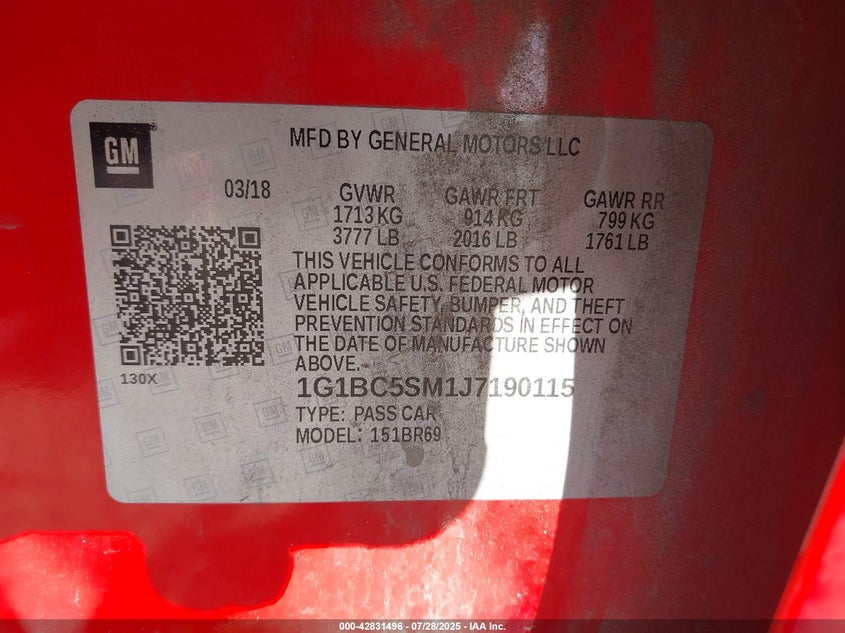 GM
MFD BY GENERAL MOTORS LLC
03/18 GVWR GAWR FRT GAWR RR
1713 KG 914 KG 799 KG
3777 LB 2016 LB 1761 LB
THIS VEHICLE CONFORMS TO ALL
APPLICABLE U.S. FEDERAL MOTOR
VEHICLE SAFETY, BUMPER, AND THEFT
PREVENTION STANDARDS IN EFFECT ON
THE DATE OF MANUFACTURE SHOWN
ABOVE.
130X
1G1BC5SM1J7190115
TYPE: PASS CAR
MODEL: 151BR69
000-42831496 - 07/28/2025 - IAA Inc.